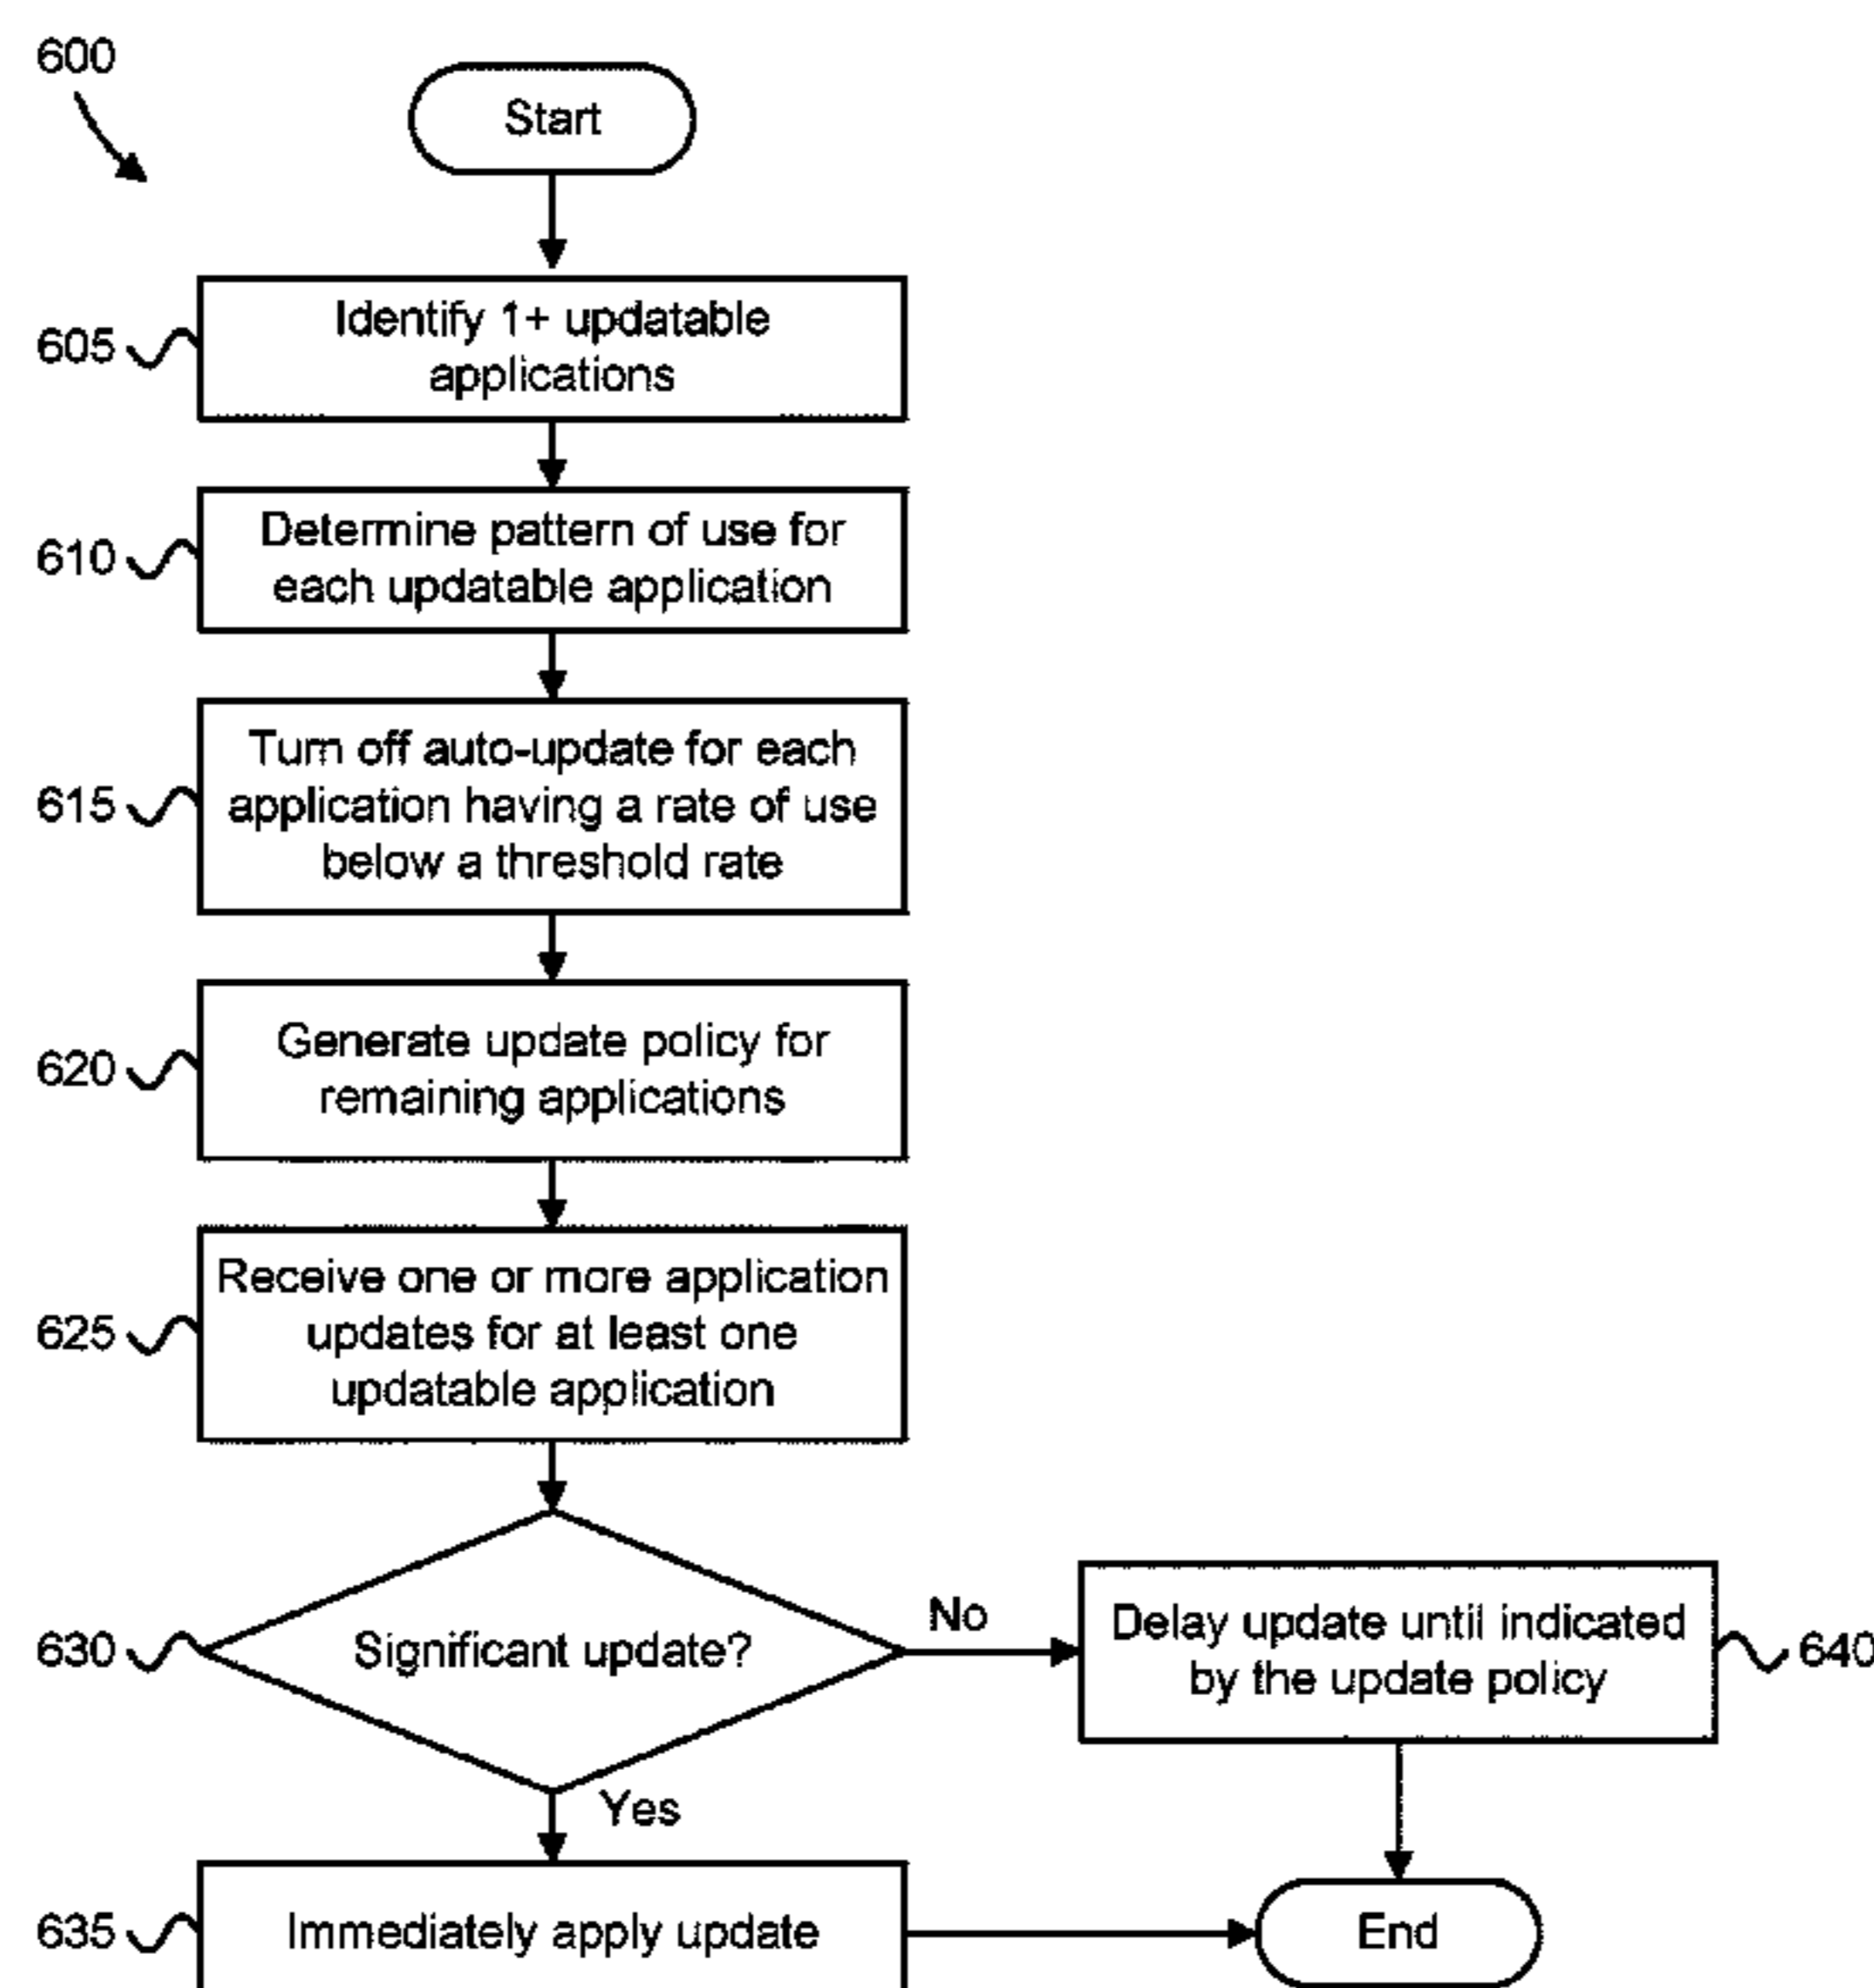 600
Start
605
Identify 1+ updatable
applications
610
Determine pattern of use for
each updatable application
615
Turn off auto-update for each
application having a rate of use
below a threshold rate
620
Generate update policy for
remaining applications
625
Receive one or more application
updates for at least one
updatable application
630
Significant update?
No
Delay update until indicated
by the update policy
640
Yes
635
Immediately apply update
End